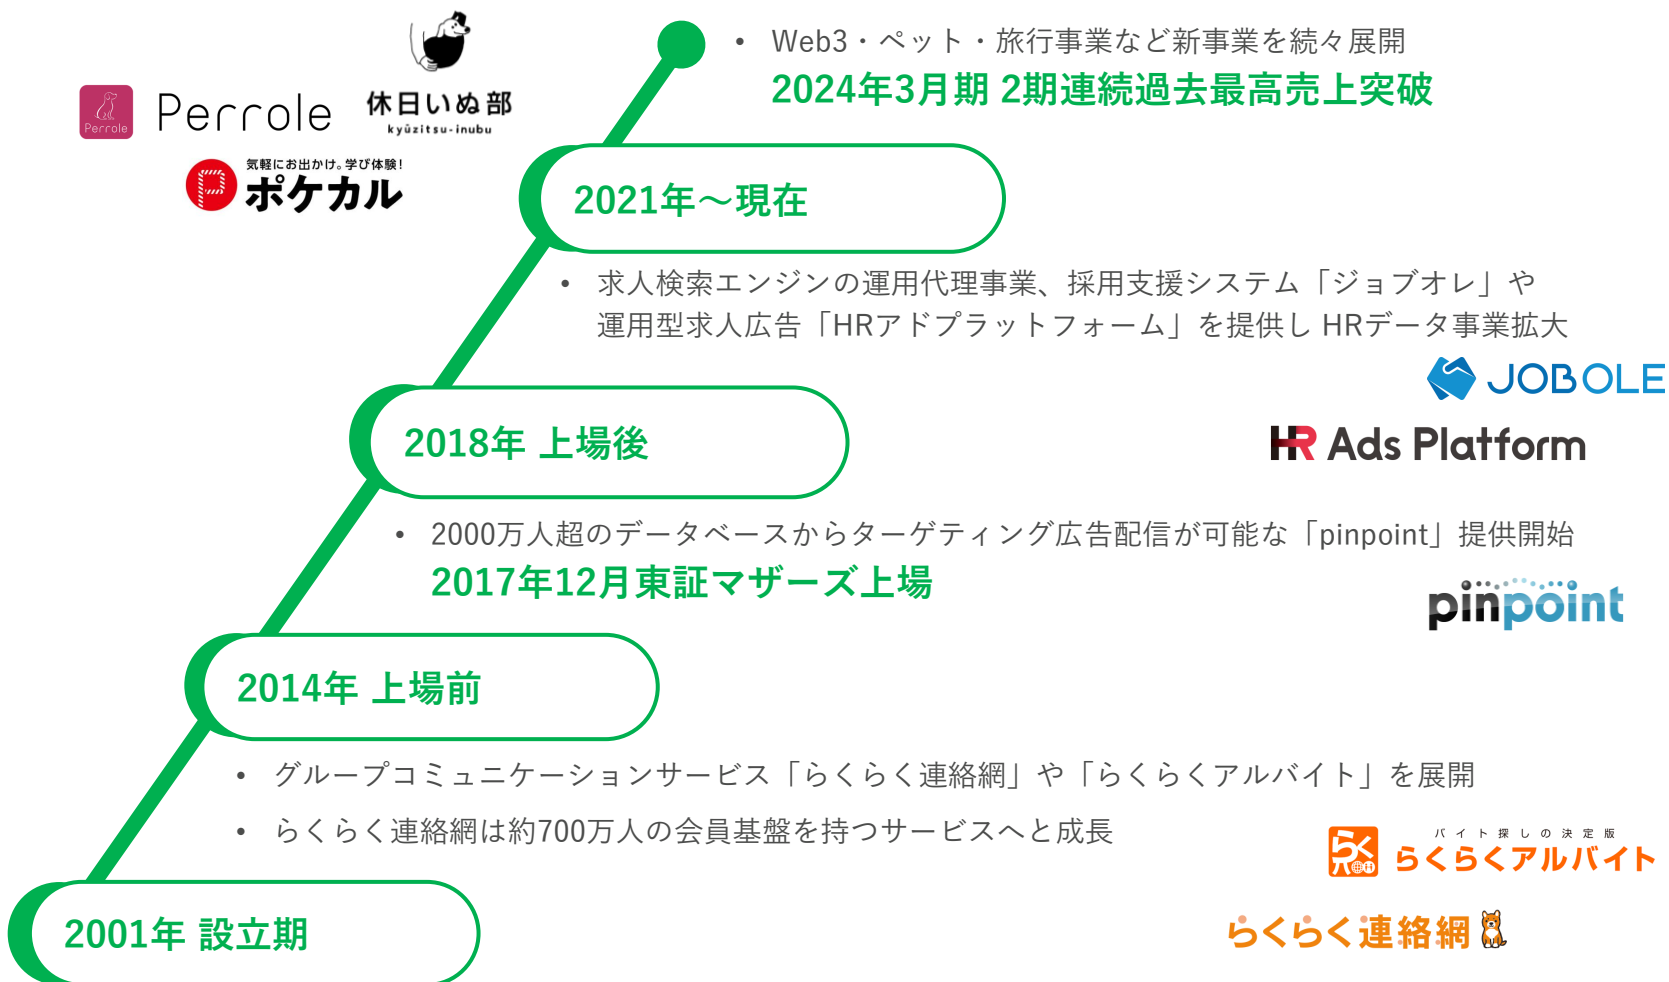 • Web3・ペット・旅行事業など新事業を続々展開
2024年3月期 2期連続過去最高売上突破
Perrole
Perrole
休日いぬ部
kyūzitsu-inubu
気軽にお出かけ。学び体験！
ポケカル
2021年～現在
• 求人検索エンジンの運用代理事業、採用支援システム「ジョブオレ」や
運用型求人広告「HRアドプラットフォーム」を提供し HRデータ事業拡大
JOBOLE
HR Ads Platform
2018年 上場後
• 2000万人超のデータベースからターゲティング広告配信が可能な「pinpoint」提供開始
2017年12月東証マザーズ上場
pinpoint
2014年 上場前
• グループコミュニケーションサービス「らくらく連絡網」や「らくらくアルバイト」を展開
• らくらく連絡網は約700万人の会員基盤を持つサービスへと成長
バイト探しの決定版
らくらくアルバイト
らくらく連絡網
2001年 設立期